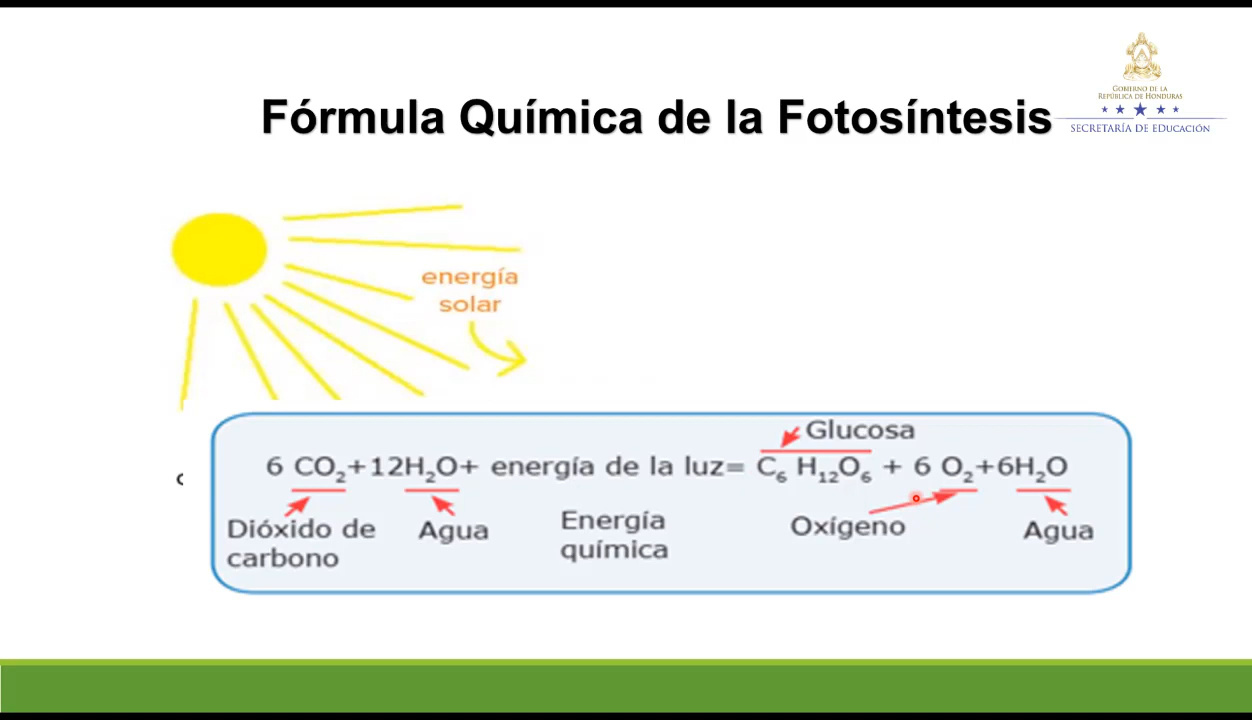 Fórmula Química de la Fotosíntesis
GOBIERNO DE LA
REPÚBLICA DE HONDURAS
SECRETARÍA DE EDUCACIÓN
energía
solar
Glucosa
6 CO₂+12H₂O+ energía de la luz= C₆ H₁₂O₆ + 6 O₂+6H₂O
Dióxido de
carbono
Agua
Energía
química
Oxígeno
Agua